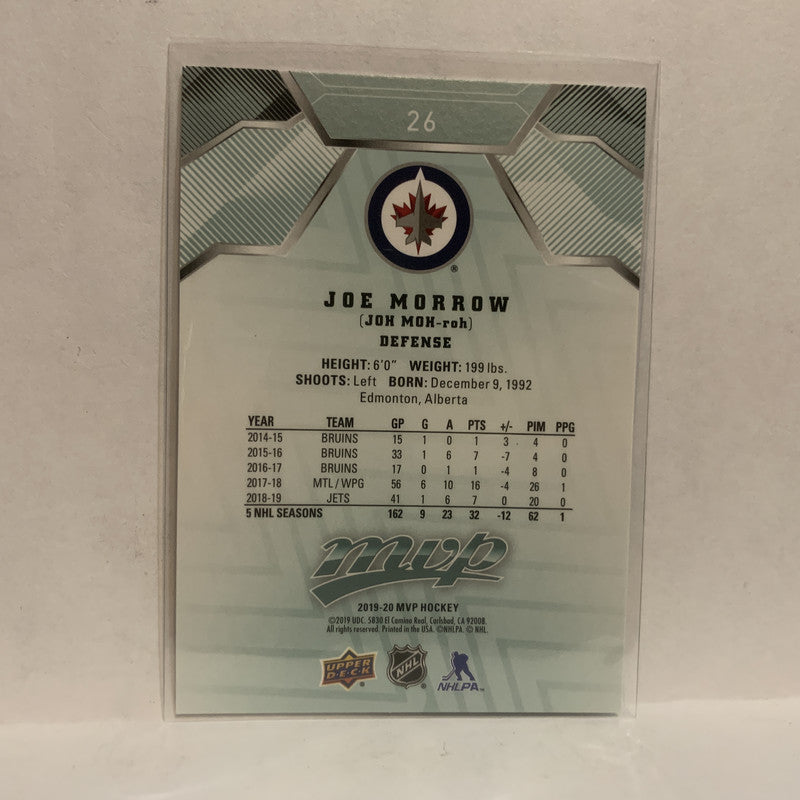 26
®
JOE MORROW
(JOH MOH-roh)
DEFENSE
HEIGHT: 6'0" WEIGHT: 199 lbs.
SHOOTS: Left BORN: December 9, 1992
Edmonton, Alberta
YEAR TEAM GP G A PTS +/- PIM PPG
2014-15 BRUINS 15 1 0 1 3 4 0
2015-16 BRUINS 33 1 6 7 -7 4 0
2016-17 BRUINS 17 0 1 1 -4 8 0
2017-18 MTL/WPG 56 6 10 16 -4 26 1
2018-19 JETS 41 1 6 7 0 20 0
5 NHL SEASONS 162 9 23 32 -12 62 1
mvp
2019-20 MVP HOCKEY
©2019 UDC. 5830 El Camino Real, Carlsbad, CA 92008.
All rights reserved. Printed in the USA. ©NHLPA. © NHL.
UPPER DECK ® NHL ® NHLPA™